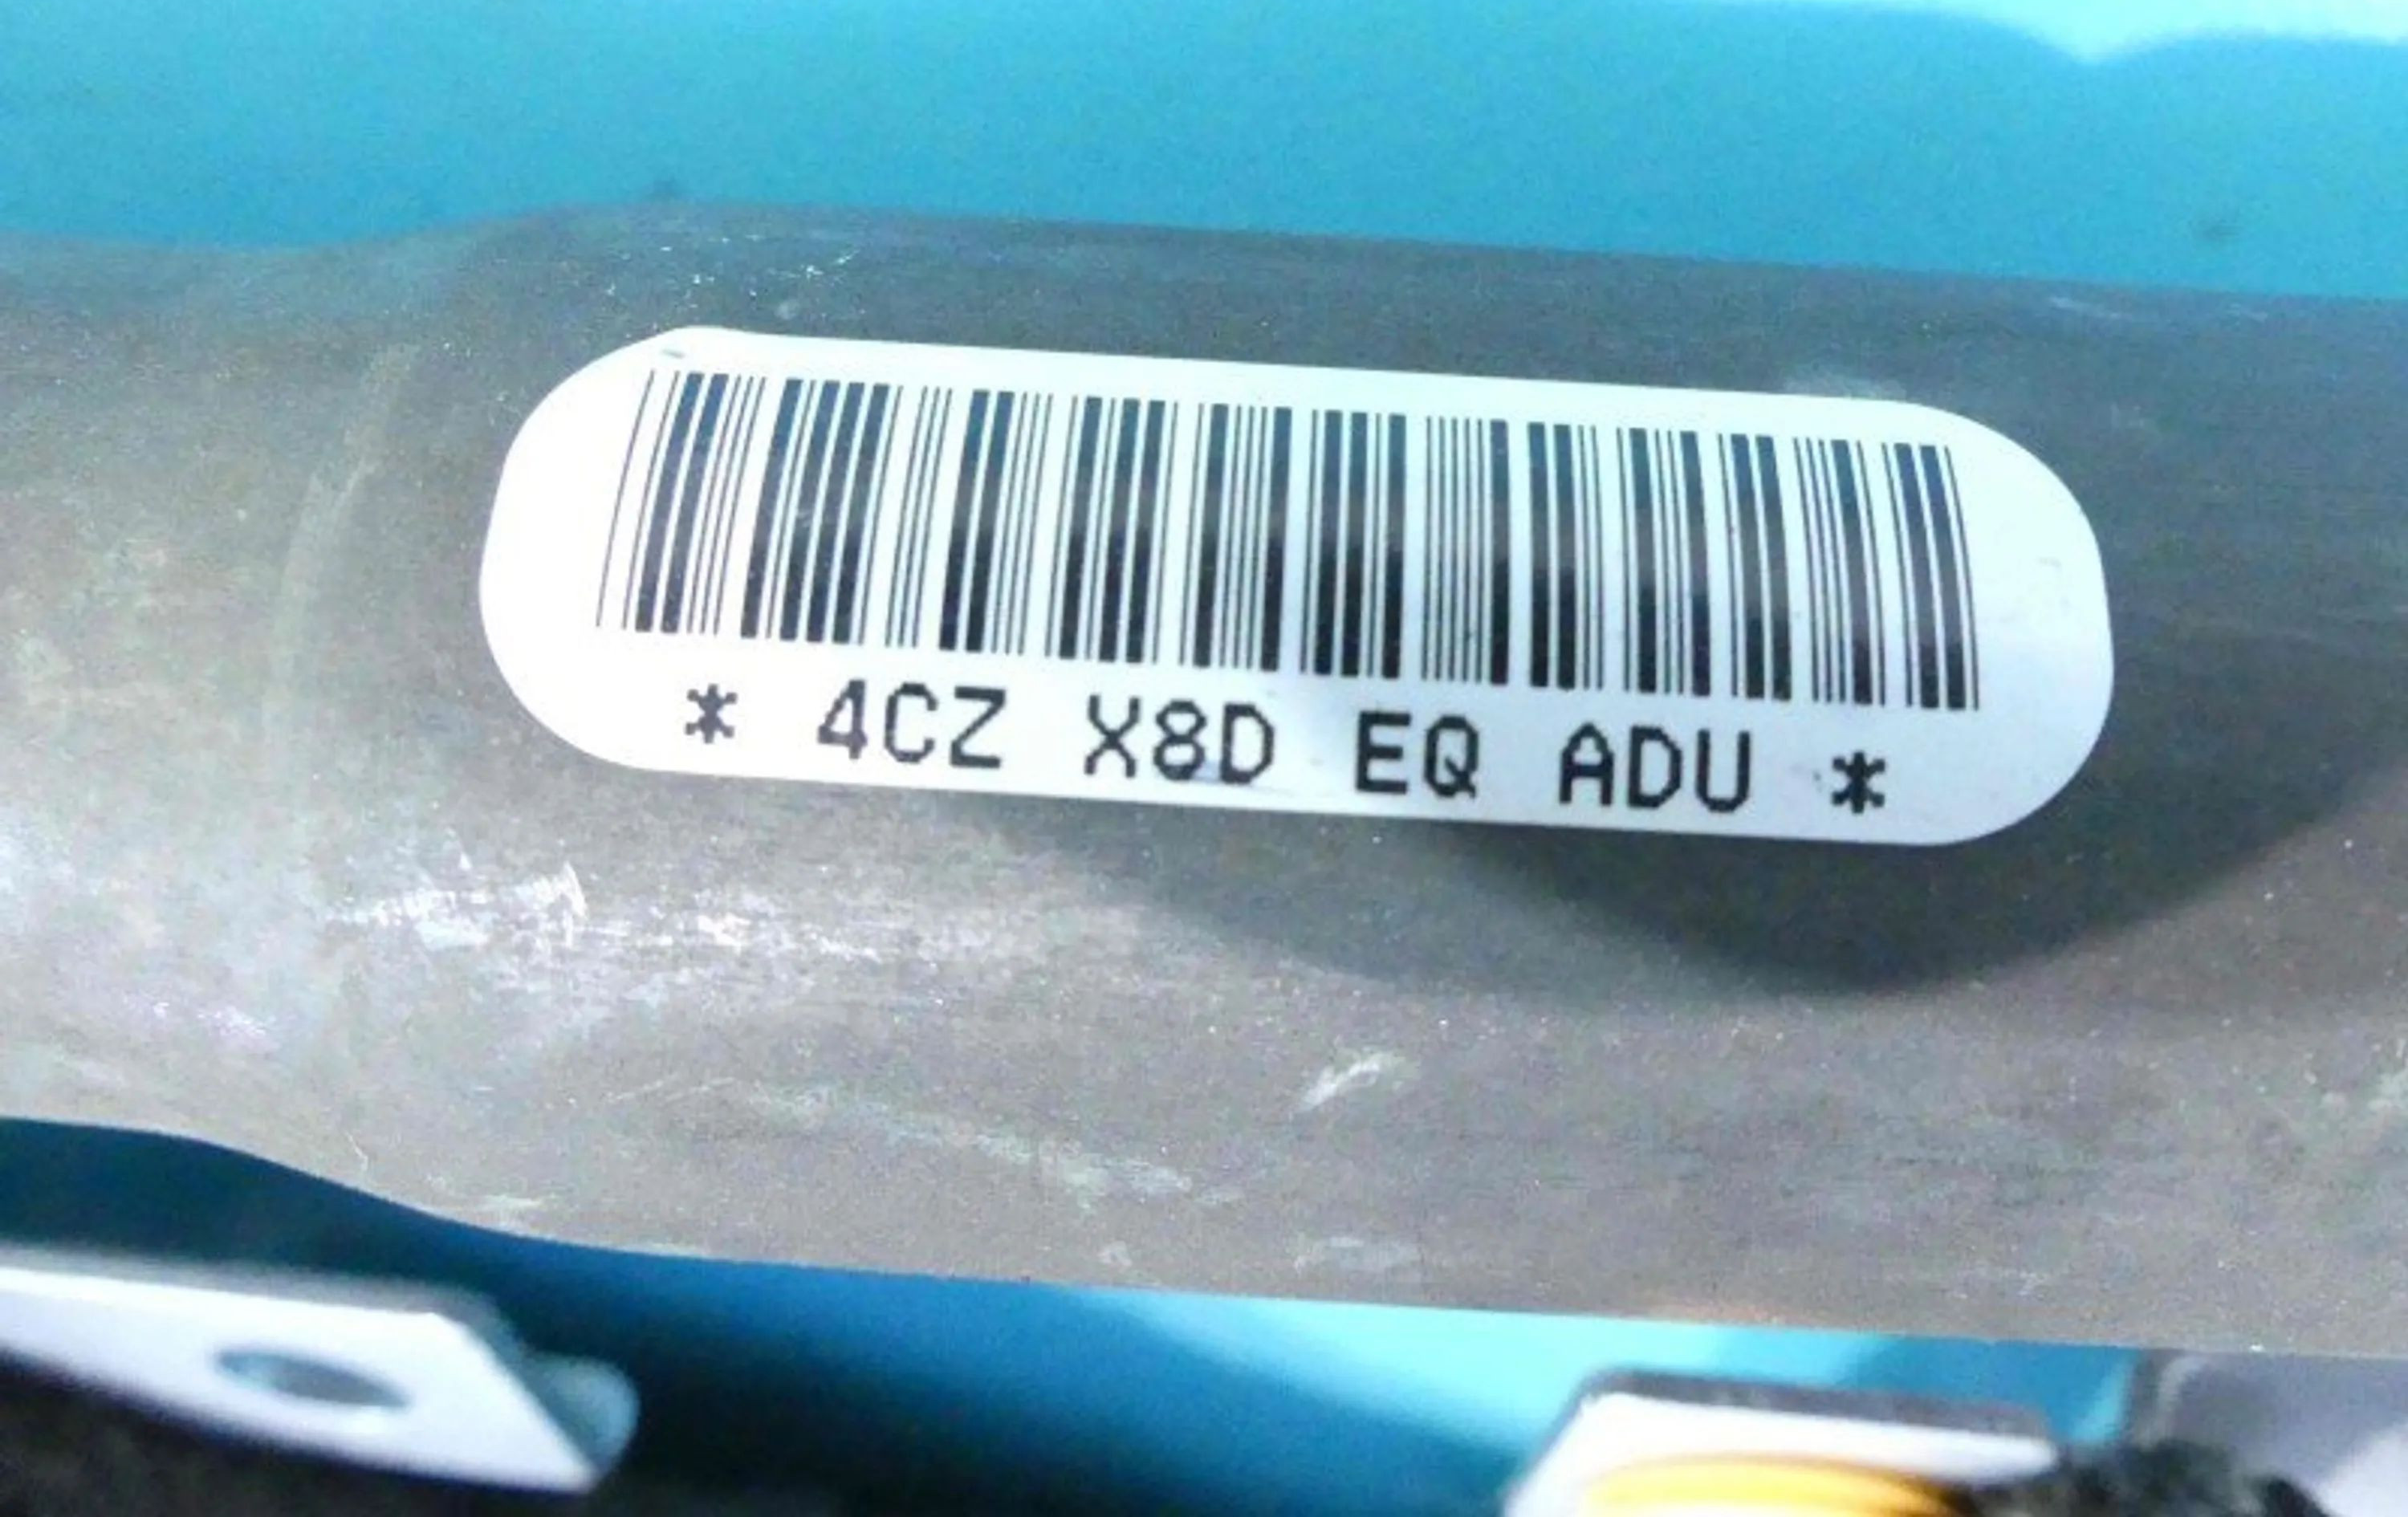 * 4CZ X8D EQ ADU *